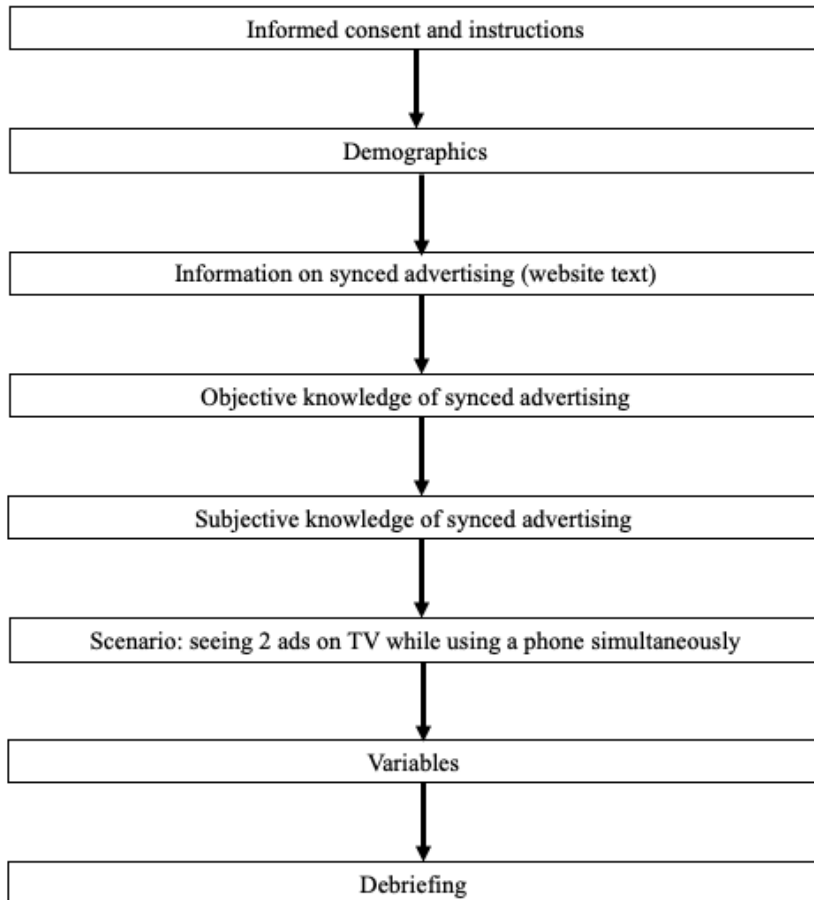 Informed consent and instructions
Demographics
Information on synced advertising (website text)
Objective knowledge of synced advertising
Subjective knowledge of synced advertising
Scenario: seeing 2 ads on TV while using a phone simultaneously
Variables
Debriefing